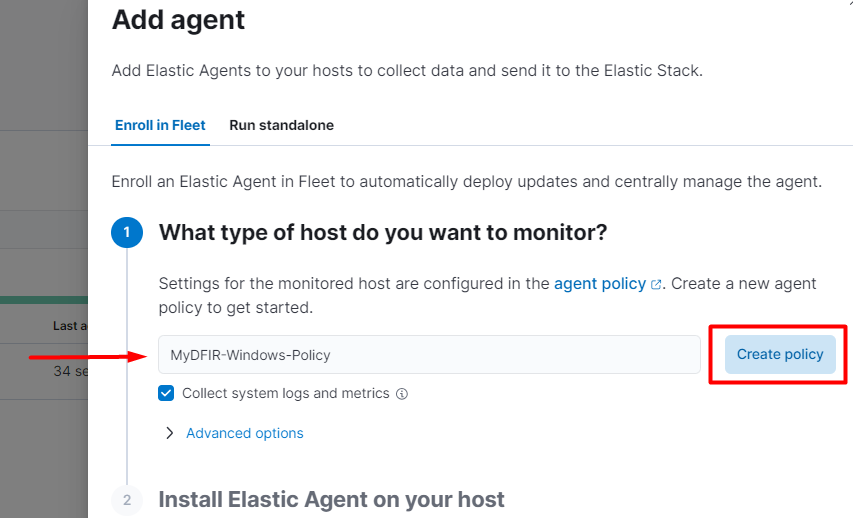 Add agent
Add Elastic Agents to your hosts to collect data and send it to the Elastic Stack.
Enroll in Fleet
Run standalone
Enroll an Elastic Agent in Fleet to automatically deploy updates and centrally manage the agent.
1
What type of host do you want to monitor?
Settings for the monitored host are configured in the agent policy. Create a new agent
policy to get started.
Last a
34 se
MyDFIR-Windows-Policy
Create policy
Collect system logs and metrics
Advanced options
2
Install Elastic Agent on your host